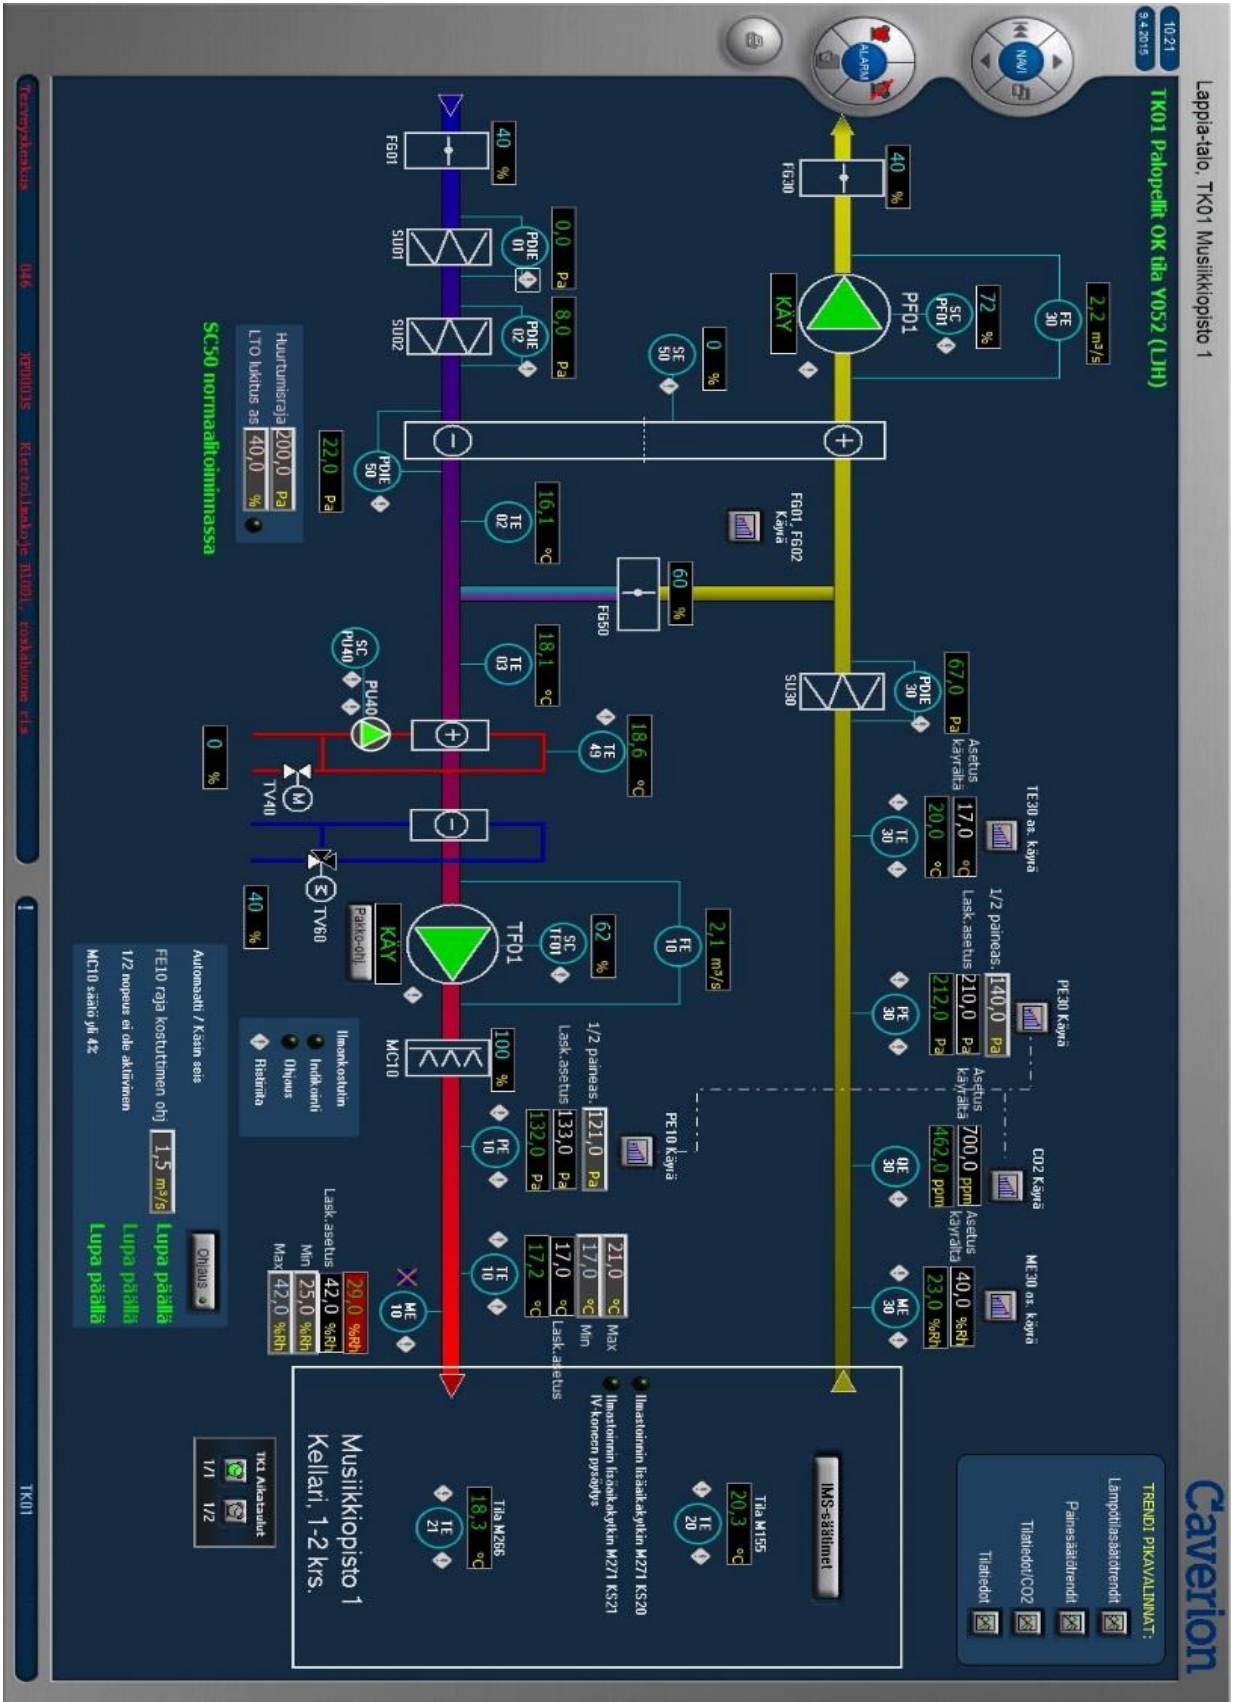 Lappia-talo, TK01 Musiikkiopisto 1
Caverion
10:21
9.4.2015
NAVI
ALARM
TK01 Palopellit OK tila Y052 (LJH)
TRENDI PIKAVALINNAT:
Lämpötilasäätötrendit
Painesäätötrendit
Tilatiedot/CO2
Tilatiedot
2,2 m³/s
FE 30
72 %
SC PF01
PF01
KÄY
40 %
FG30
0 %
SE 50
FG01, FG02
Käyrä
60 %
FG50
67,0 Pa
PDIE 30
SU30
TE30 as. käyrä
Asetus käyrältä
17,0 °C
20,0 °C
TE 30
PE30 Käyrä
1/2 paineas. 140,0 Pa
Lask.asetus 210,0 Pa
212,0 Pa
PE 30
CO2 Käyrä
Asetus käyrältä
700,0 ppm
462,0 ppm
QE 30
ME30 as. käyrä
Asetus käyrältä
40,0 %Rh
23,0 %Rh
ME 30
IMS-säätimet
Tila M155
20,3 °C
TE 20
Ilmastoinnin lisäaikakytkin M271 KS20
Ilmastoinnin lisäaikakytkin M271 KS21
IV-koneen pysäytys
Tila M266
18,3 °C
TE 21
Musiikkiopisto 1
Kellari, 1-2 krs.
40 %
FG01
0,0 Pa
PDIE 01
SU01
8,0 Pa
PDIE 02
SU02
PDIE 50
22,0 Pa
16,1 °C
TE 02
18,1 °C
TE 03
SC PU40
PU40
18,6 °C
TE 49
TV40
0 %
TV60
40 %
2,1 m³/s
FE 10
62 %
SC TF01
TF01
KÄY
Pakko-ohj.
100 %
MC10
PE10 Käyrä
1/2 paineas. 121,0 Pa
Lask.asetus 133,0 Pa
132,0 Pa
PE 10
21,0 °C Max
17,0 °C Min
17,0 °C Lask.asetus
17,2 °C
TE 10
ME 10
29,0 %Rh
Lask.asetus 42,0 %Rh
Min 25,0 %Rh
Max 42,0 %Rh
Huurtumisraja 200,0 Pa
LTO lukitus as 40,0 %
SC50 normaalitoiminnassa
Ilmankostutin
Indikointi
Ohjaus
Ristiriita
Automaatti / Käsin seis
Ohjaus
FE10 raja kostuttimen ohj 1,5 m³/s Lupa päällä
1/2 nopeus ei ole aktiivinen Lupa päällä
MC10 säätö yli 4% Lupa päällä
TK1 Aikataulut
1/1 1/2
Terveyskeskus 046
! TK01